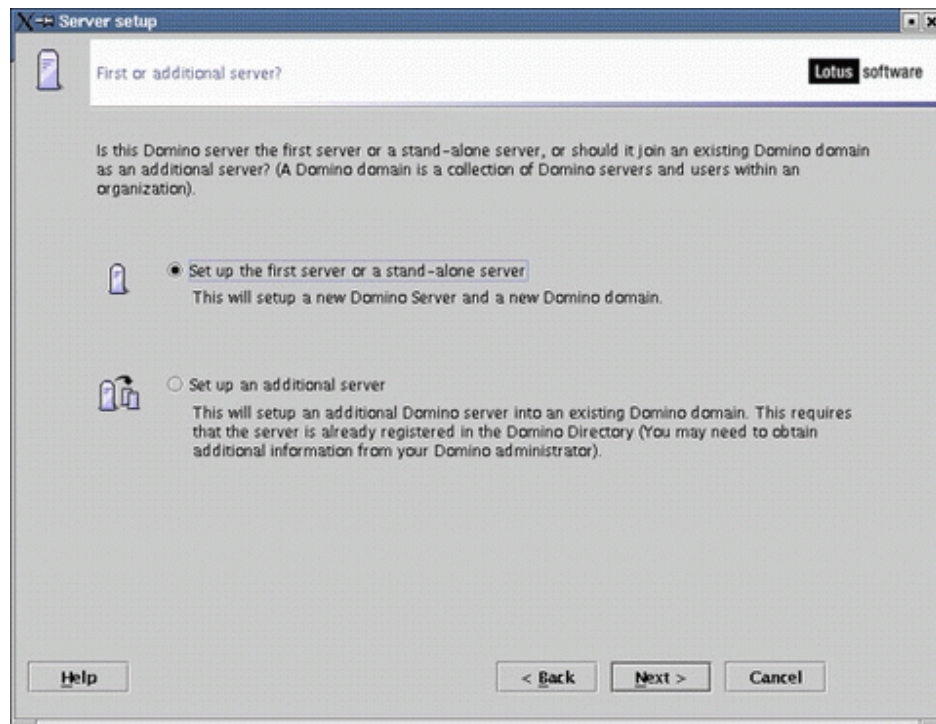 Server setup
First or additional server?
Lotus software
Is this Domino server the first server or a stand-alone server, or should it join an existing Domino domain
as an additional server? (A Domino domain is a collection of Domino servers and users within an
organization).
Set up the first server or a stand-alone server
This will setup a new Domino Server and a new Domino domain.
Set up an additional server
This will setup an additional Domino server into an existing Domino domain. This requires
that the server is already registered in the Domino Directory (You may need to obtain
additional information from your Domino administrator).
Help
< Back
Next >
Cancel